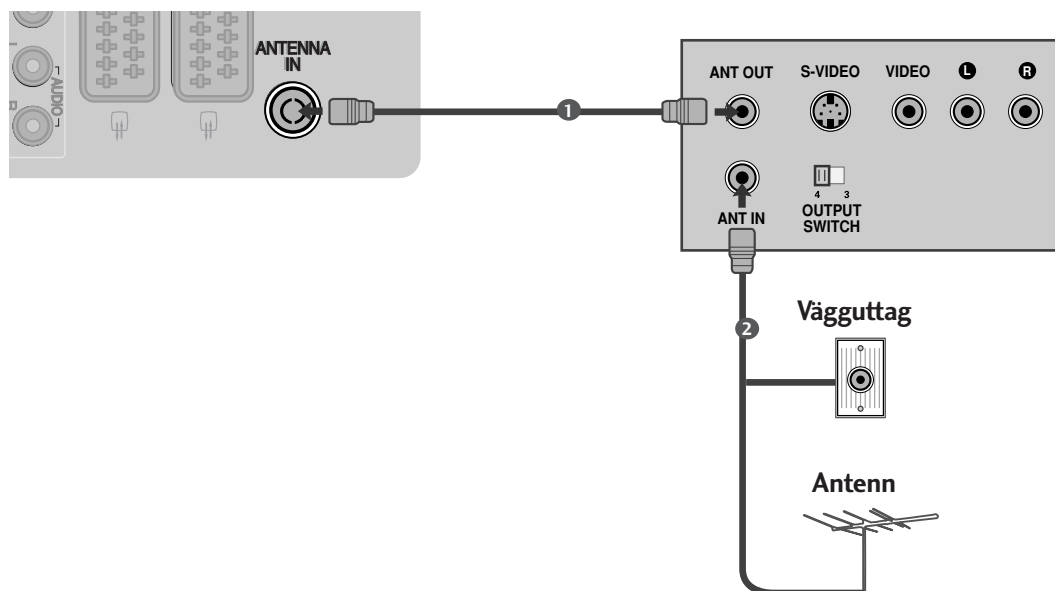 ANTENNA
IN
L
AUDIO
R
1
ANT OUT S-VIDEO VIDEO L R
4 3
ANT IN
OUTPUT
SWITCH
2
Vägguttag
Antenn